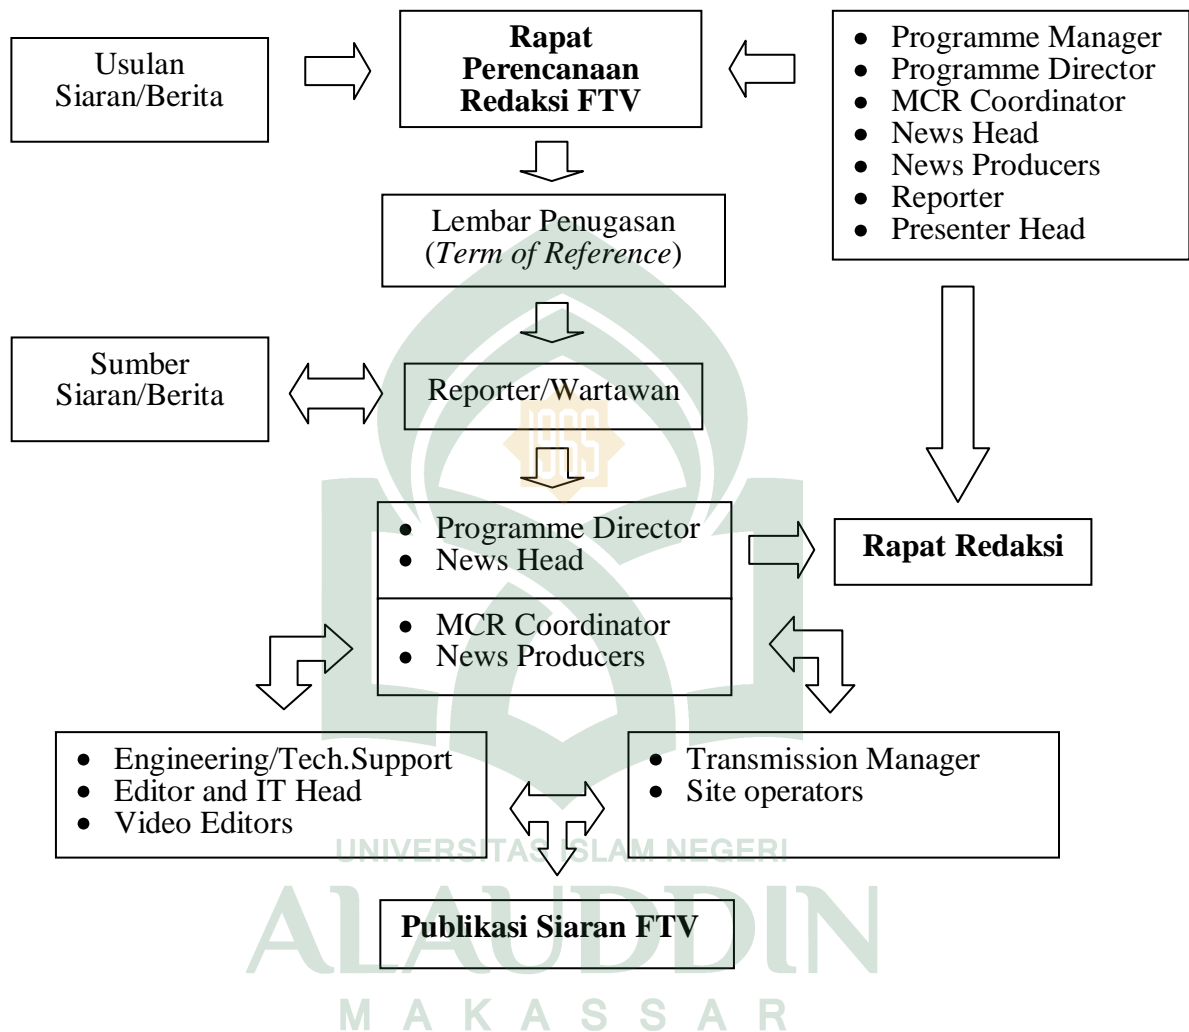 Usulan
Siaran/Berita
Rapat
Perencanaan
Redaksi FTV
• Programme Manager
• Programme Director
• MCR Coordinator
• News Head
• News Producers
• Reporter
• Presenter Head
Lembar Penugasan
(Term of Reference)
Sumber
Siaran/Berita
Reporter/Wartawan
1965
• Programme Director
• News Head
Rapat Redaksi
• MCR Coordinator
• News Producers
• Engineering/Tech.Support
• Editor and IT Head
• Video Editors
• Transmission Manager
• Site operators
UNIVERSITAS ISLAM NEGERI
ALAUDDIN
Publikasi Siaran FTV
MAKASSAR